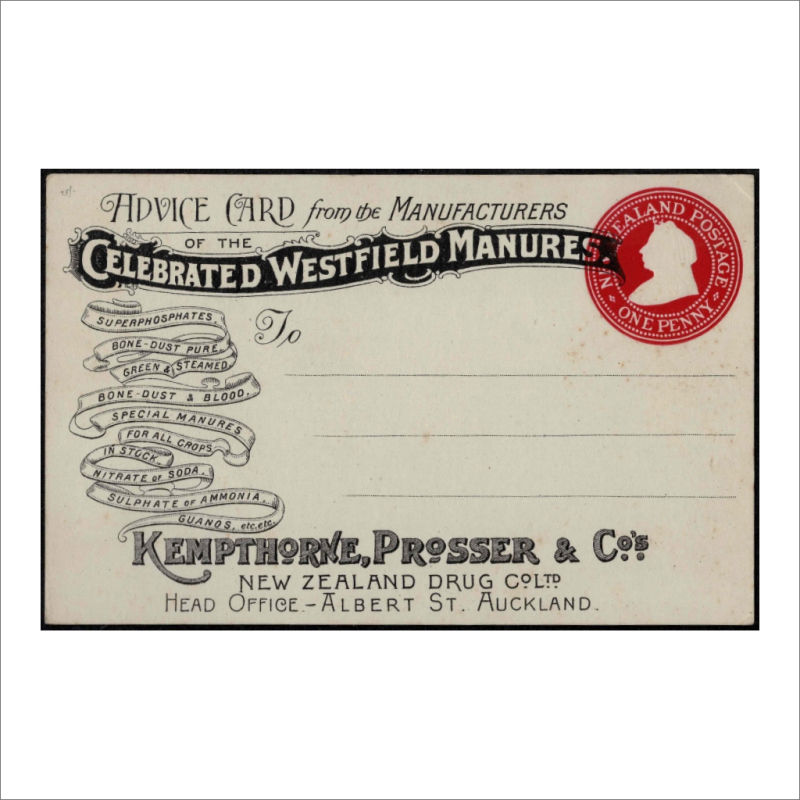 ADVICE CARD from the MANUFACTURERS
OF THE
CELEBRATED WESTFIELD MANURES.
ZEALAND POSTAGE
ONE PENNY
SUPERPHOSPHATES.
BONE-DUST PURE.
GREEN & STEAMED
BONE-DUST & BLOOD.
SPECIAL MANURES
FOR ALL CROPS
IN STOCK.
NITRATE OF SODA.
SULPHATE OF AMMONIA.
GUANOS, etc.etc.
To
KEMPTHORNE, PROSSER & Co's
NEW ZEALAND DRUG CO LTD
HEAD OFFICE.-ALBERT ST. AUCKLAND.